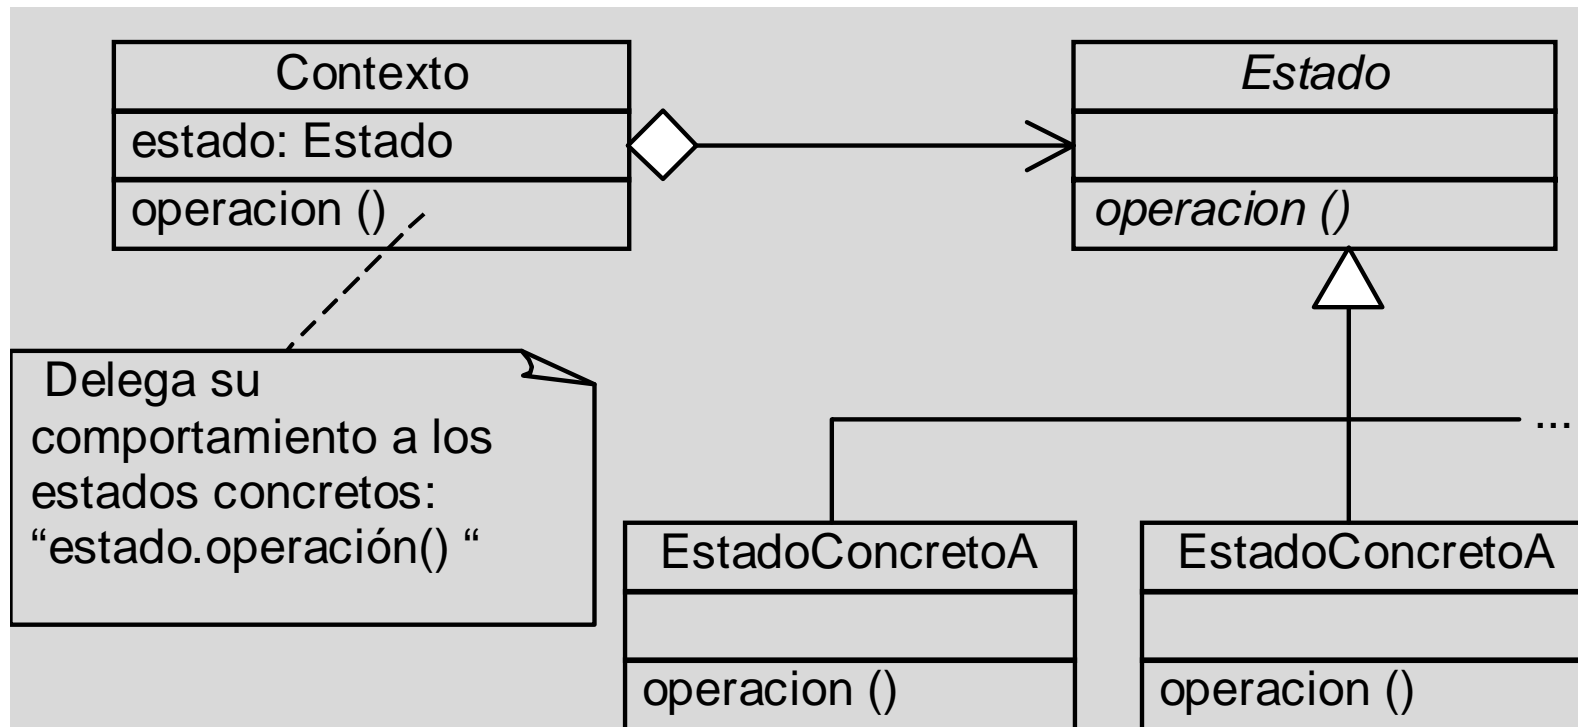 Contexto
estado: Estado
operacion ()
Estado
operacion ()
Delega su
comportamiento a los
estados concretos:
“estado.operación() “
...
EstadoConcretoA
operacion ()
EstadoConcretoA
operacion ()